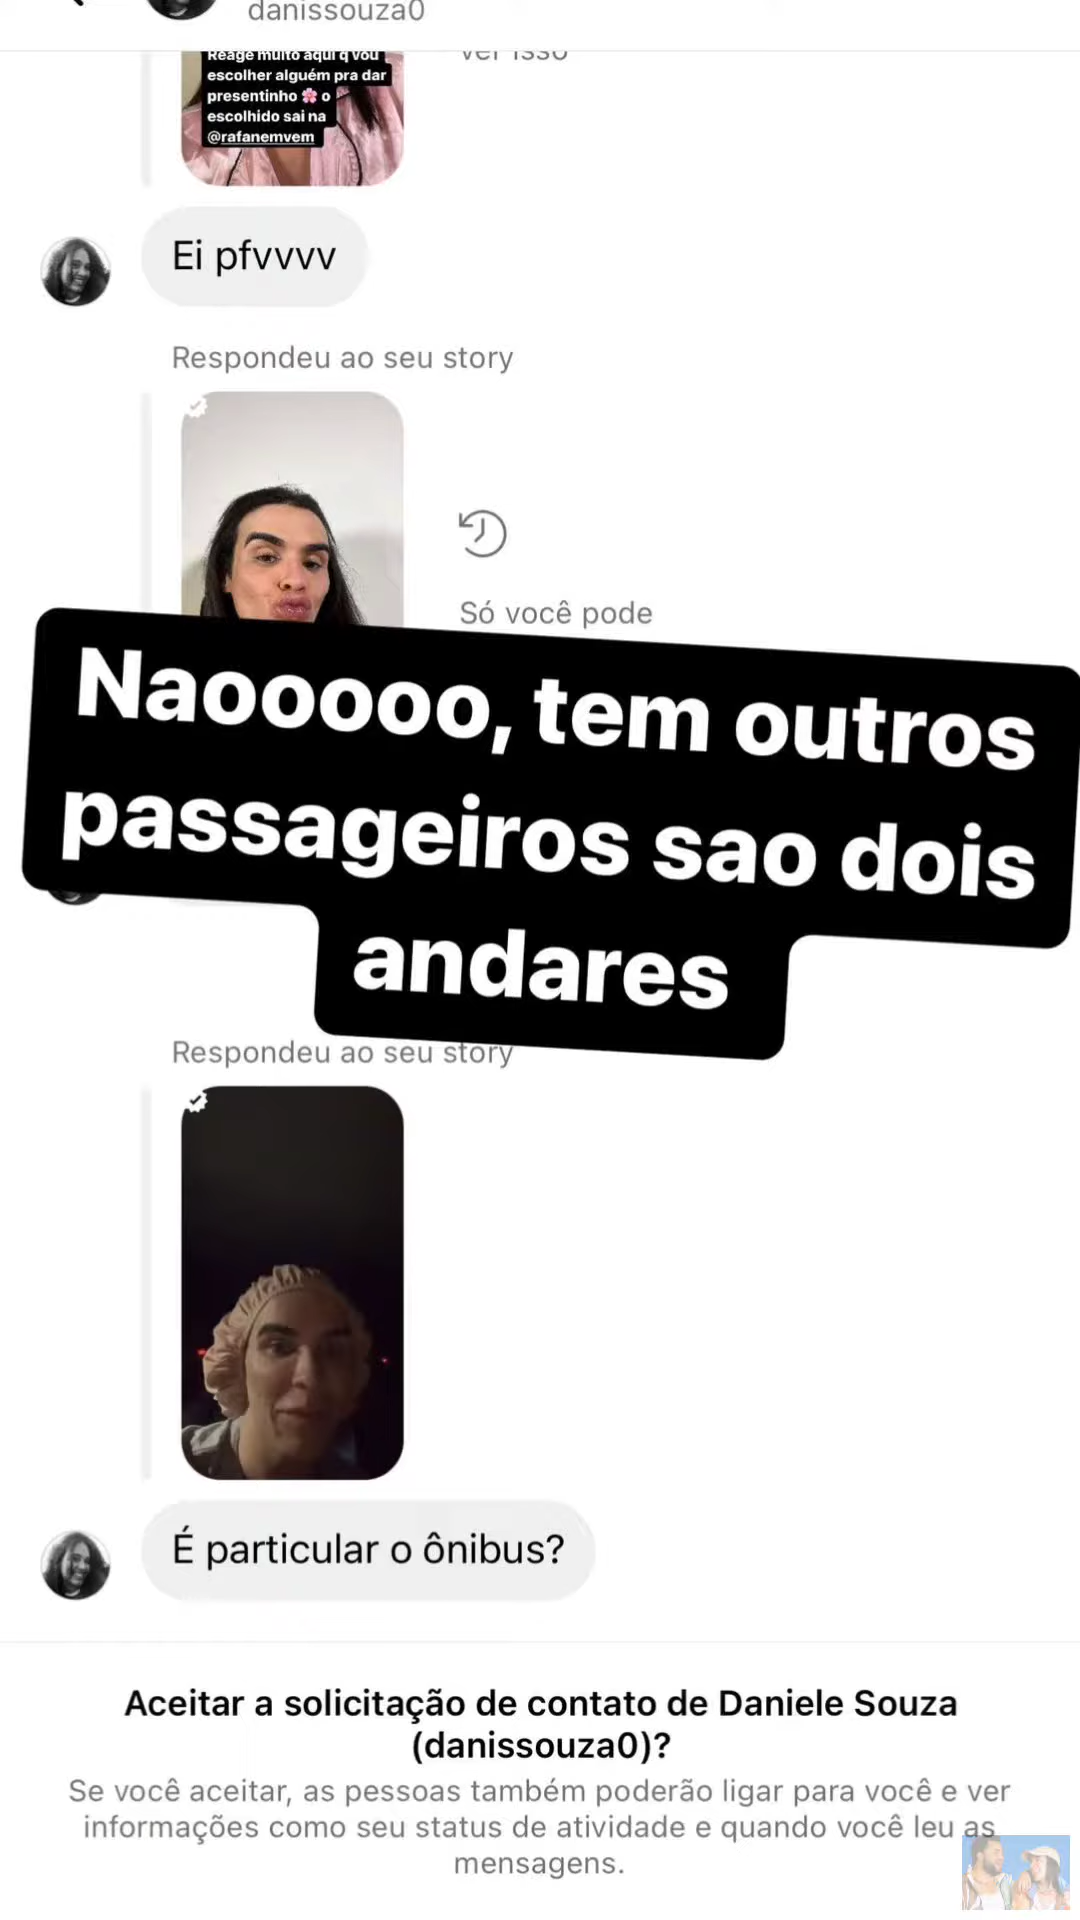 danissouza0
Reage muito aqui q vou
ver isso
escolher alguém pra dar
presentinho 🌸 o
escolhido sai na
@rafanemvem
Ei pfvvvv
Respondeu ao seu story
Só você pode
Naooooo, tem outros
passageiros sao dois
andares
Respondeu ao seu story
É particular o ônibus?
Aceitar a solicitação de contato de Daniele Souza
(danissouza0)?
Se você aceitar, as pessoas também poderão ligar para você e ver
informações como seu status de atividade e quando você leu as
mensagens.